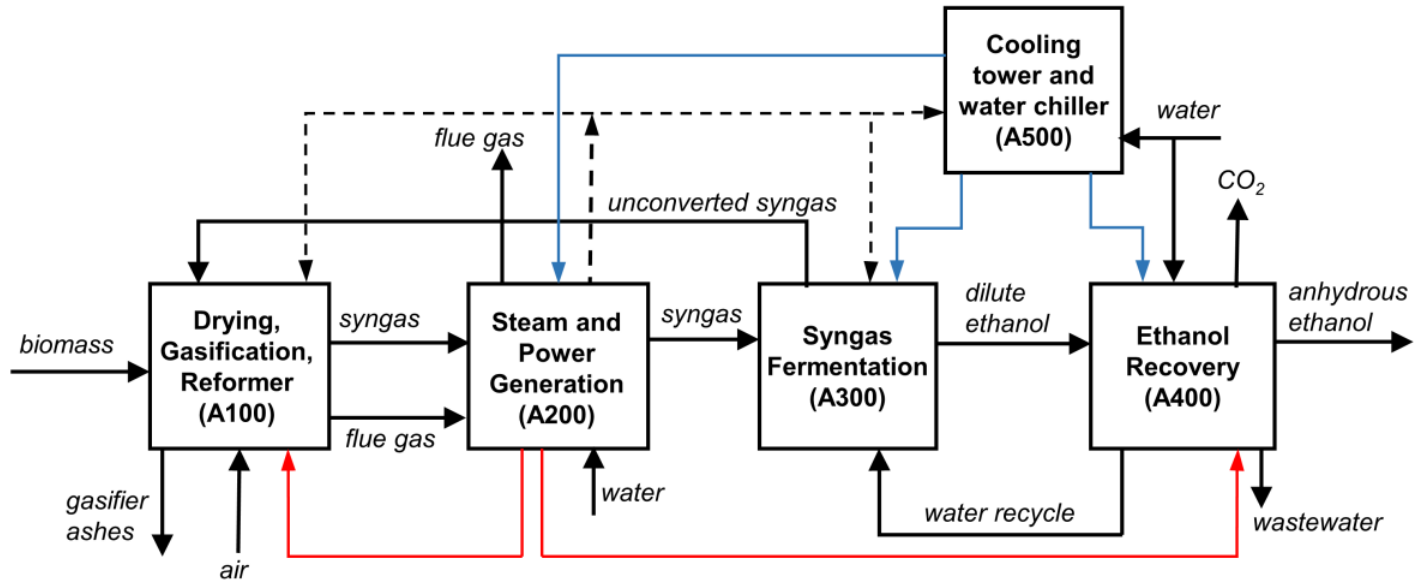 Cooling
tower and
water chiller
(A500)
water
flue gas
CO2
unconverted syngas
biomass
Drying,
Gasification,
Reformer
(A100)
syngas
flue gas
Steam and
Power
Generation
(A200)
syngas
Syngas
Fermentation
(A300)
dilute
ethanol
Ethanol
Recovery
(A400)
anhydrous
ethanol
gasifier
ashes
air
water
water recycle
wastewater